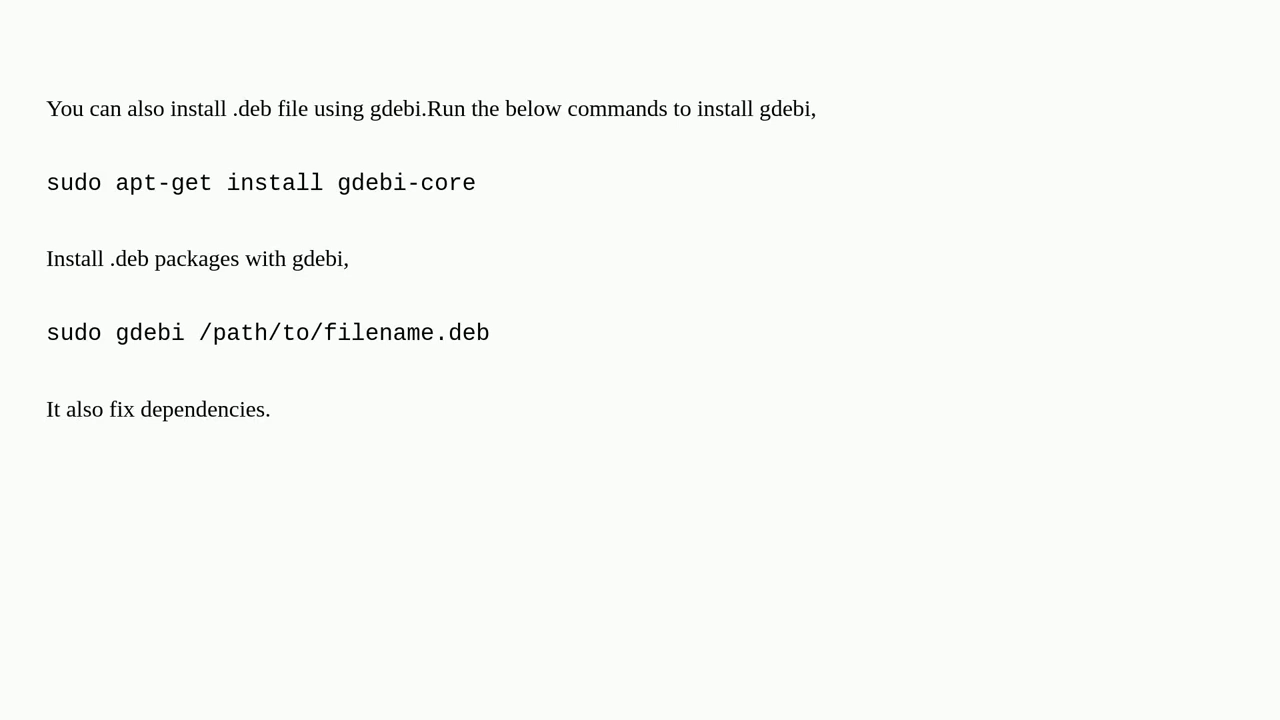 You can also install .deb file using gdebi.Run the below commands to install gdebi,
sudo apt-get install gdebi-core
Install .deb packages with gdebi,
sudo gdebi /path/to/filename.deb
It also fix dependencies.